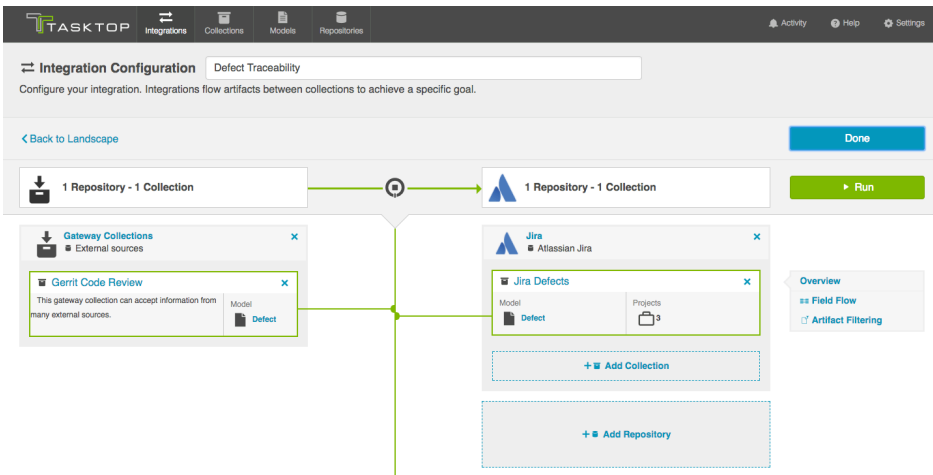 TASKTOP
Integrations
Collections
Models
Repositories
Activity
Help
Settings
Integration Configuration
Defect Traceability
Configure your integration. Integrations flow artifacts between collections to achieve a specific goal.
Back to Landscape
Done
1 Repository - 1 Collection
1 Repository - 1 Collection
Run
Gateway Collections
External sources
Gerrit Code Review
This gateway collection can accept information from
many external sources.
Model
Defect
Jira
Atlassian Jira
Jira Defects
Model
Defect
Projects
3
+ Add Collection
+ Add Repository
Overview
Field Flow
Artifact Filtering